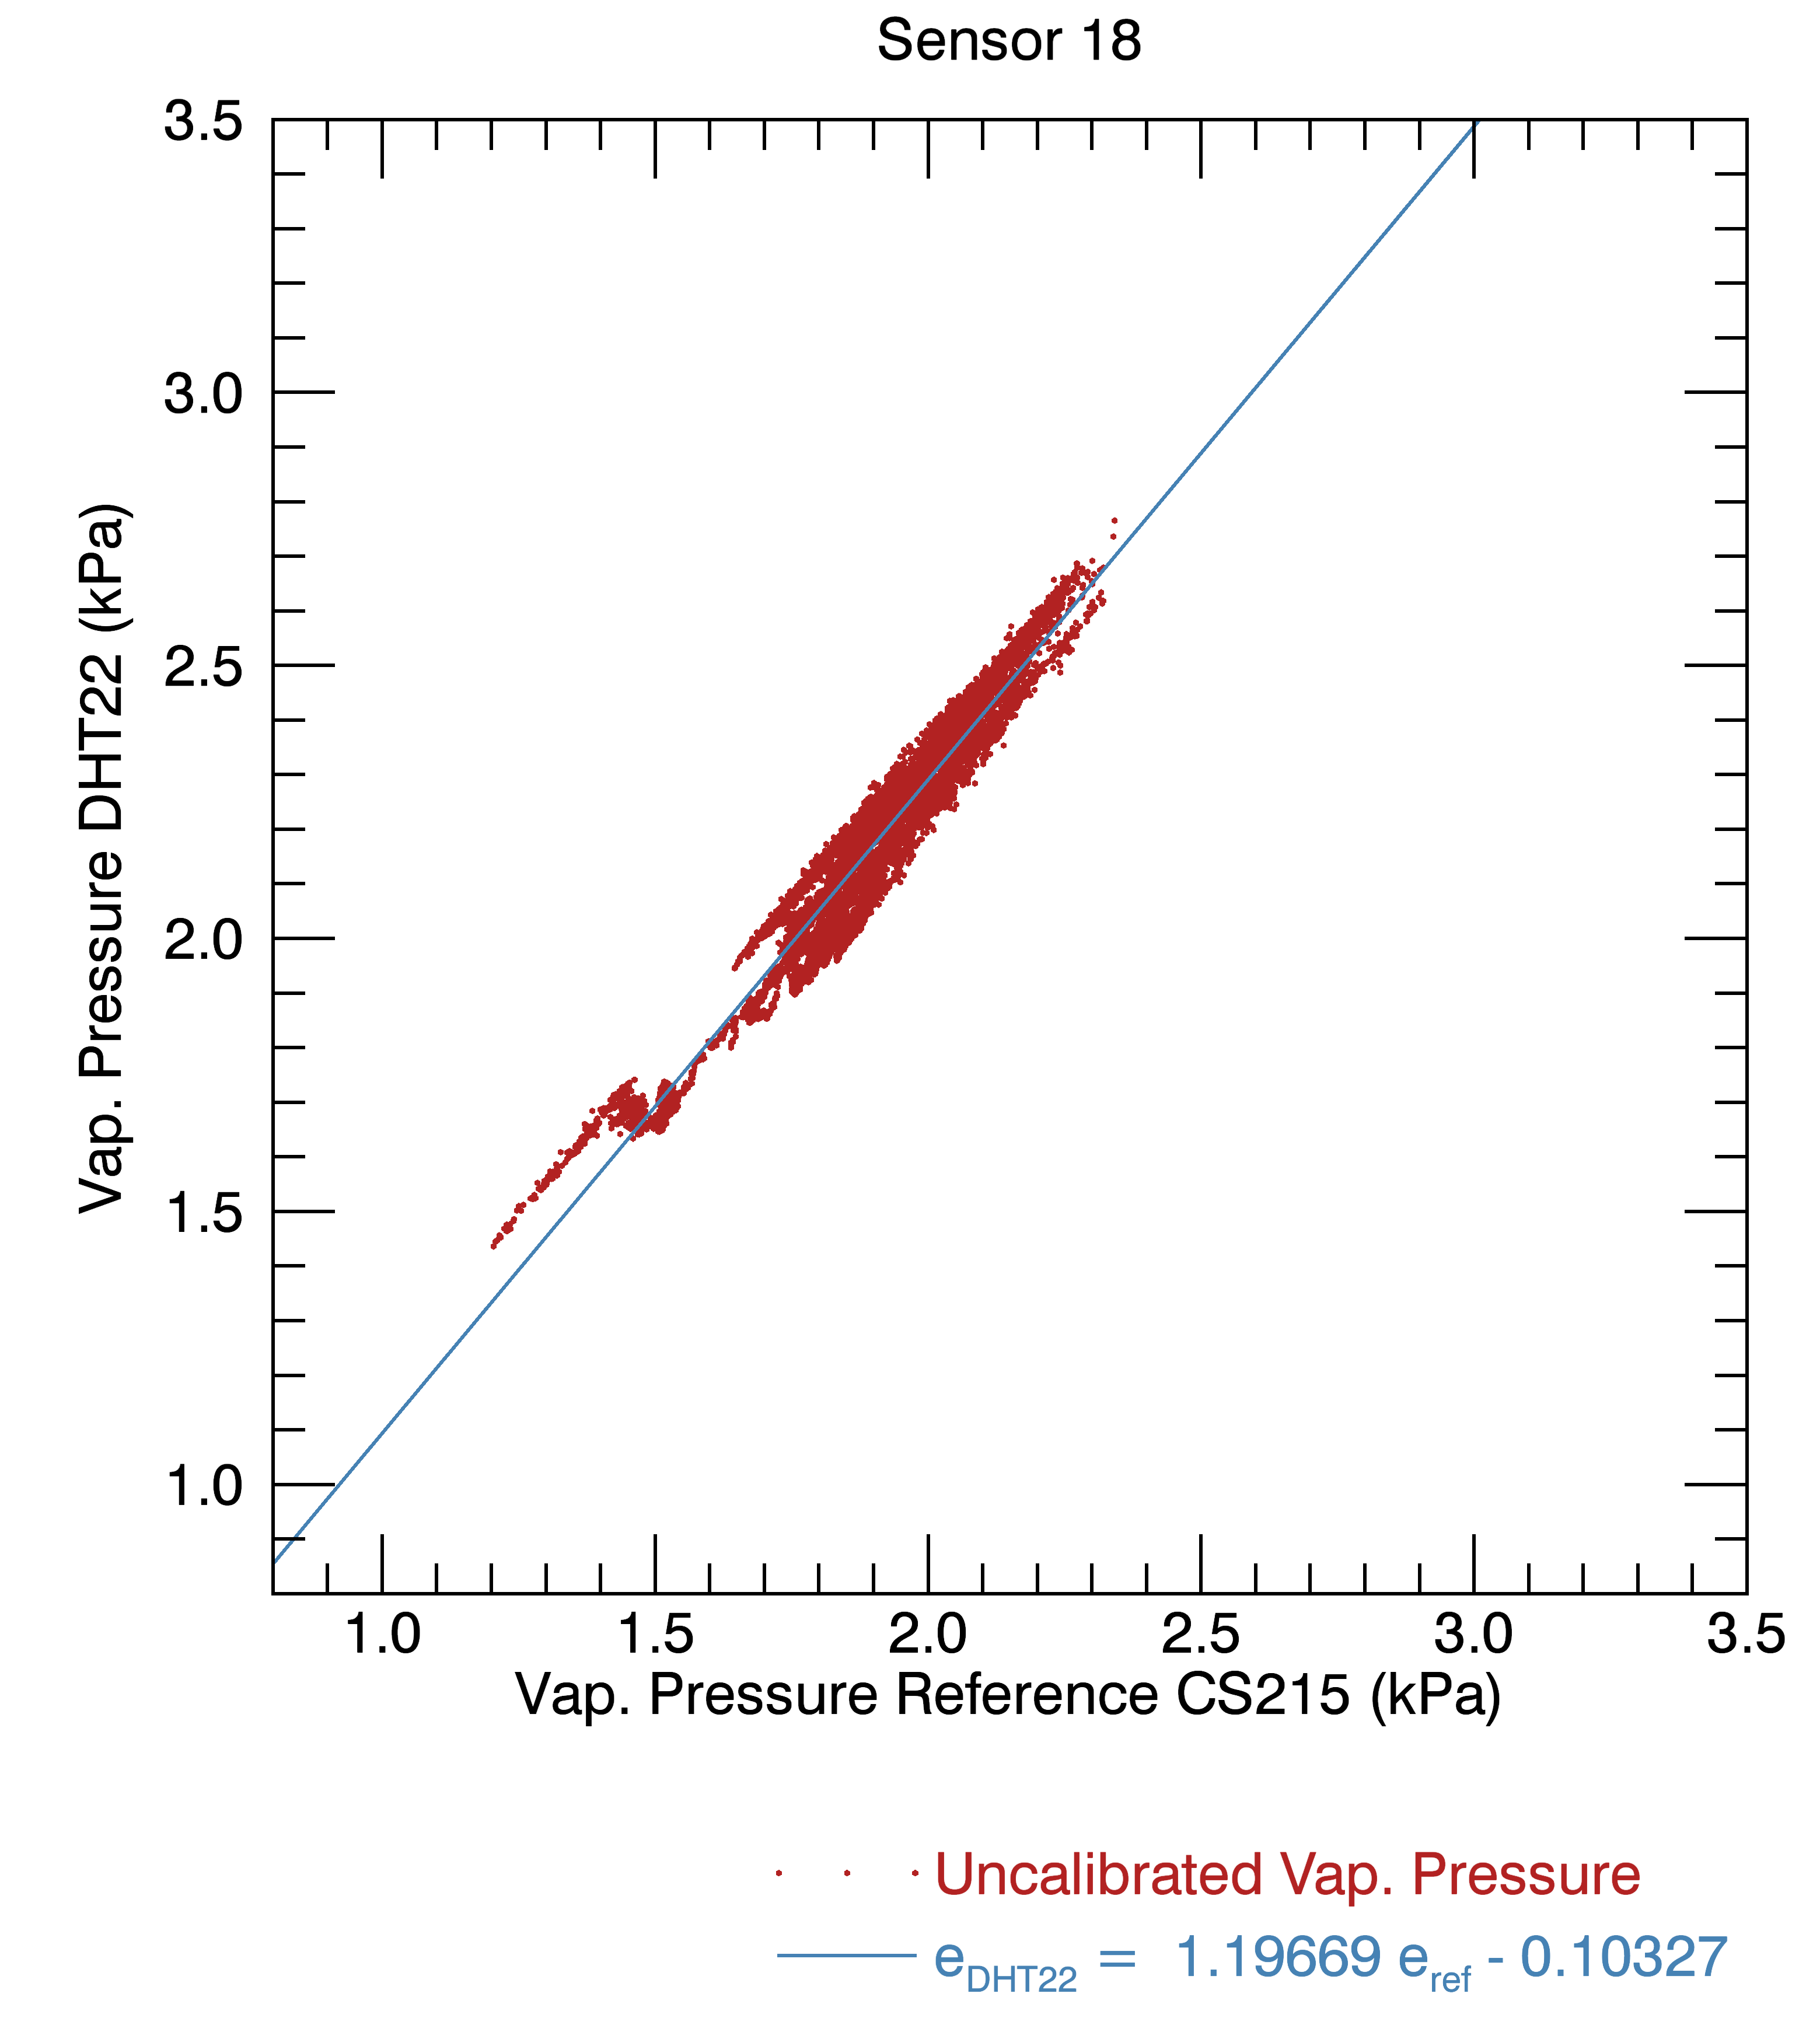 Sensor 18
3.5
3.0
2.5
2.0
1.5
1.0
Vap. Pressure DHT22 (kPa)
1.0 1.5 2.0 2.5 3.0 3.5
Vap. Pressure Reference CS215 (kPa)
Uncalibrated Vap. Pressure
e_DHT22 = 1.19669 e_ref - 0.10327